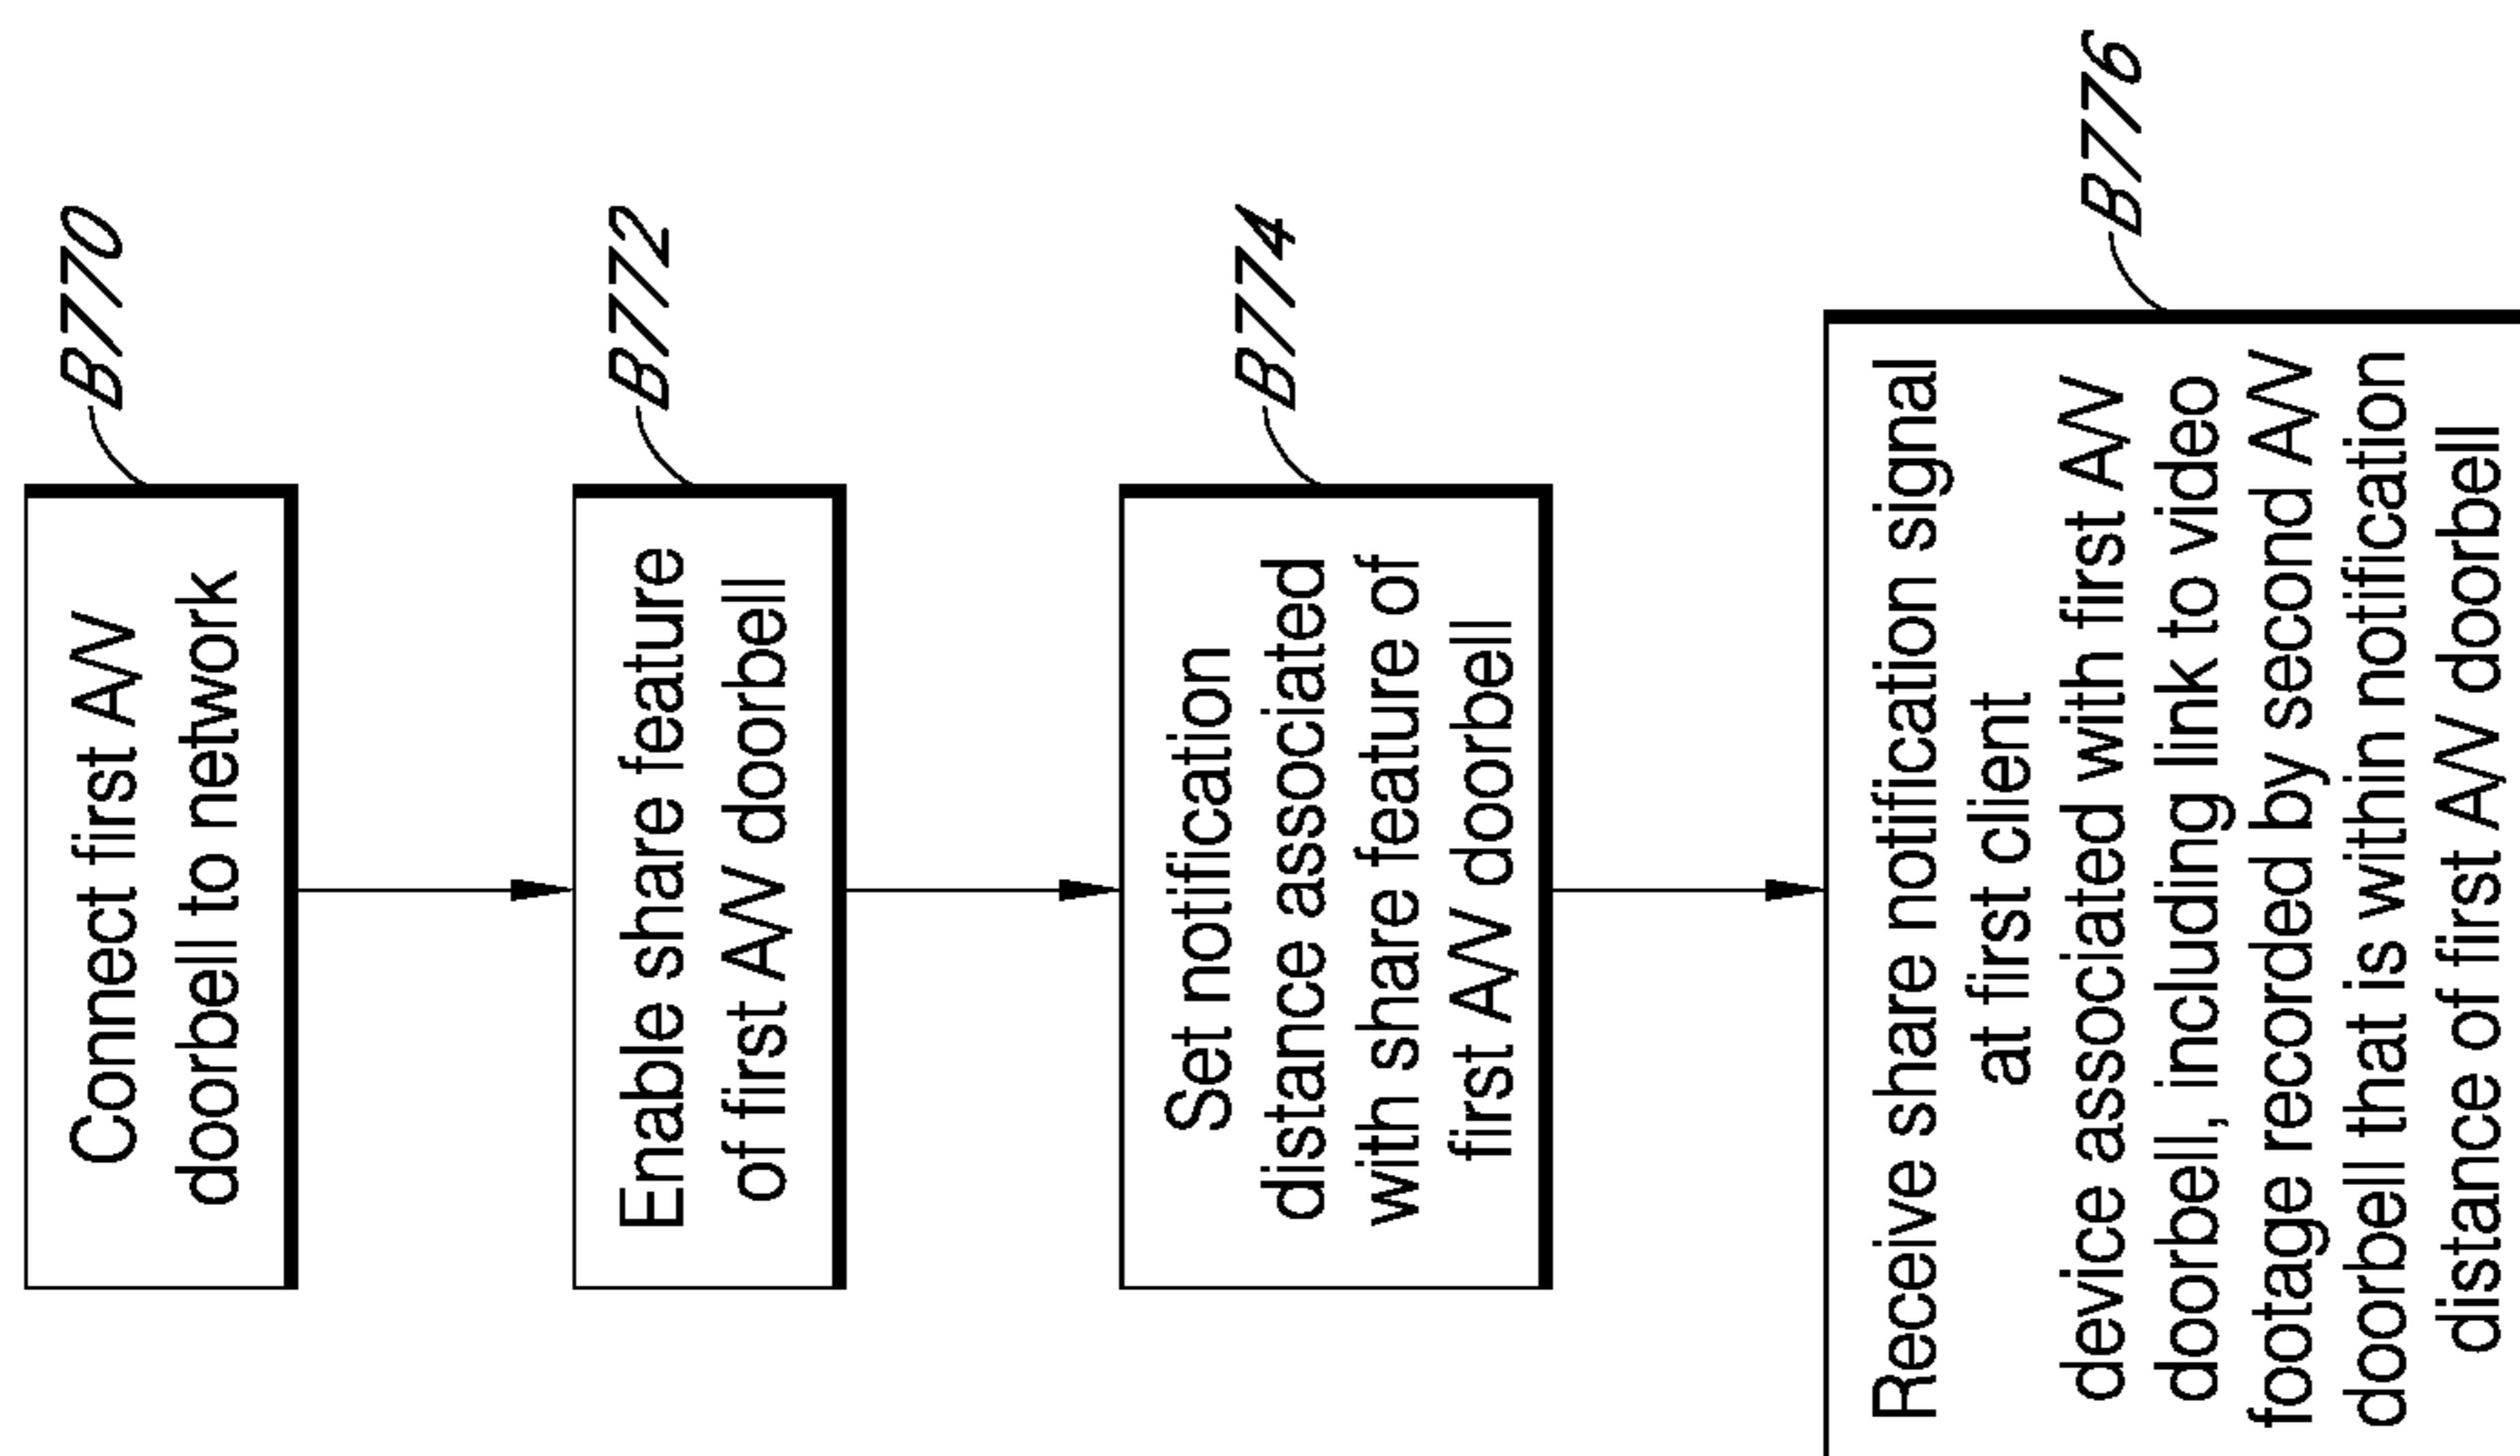 Connect first A/V
doorbell to network
B770
Enable share feature
of first A/V doorbell
B772
Set notification
distance associated
with share feature of
first A/V doorbell
B774
Receive share notification signal
at first client
device associated with first A/V
doorbell, including link to video
footage recorded by second A/V
doorbell that is within notification
distance of first A/V doorbell
B776